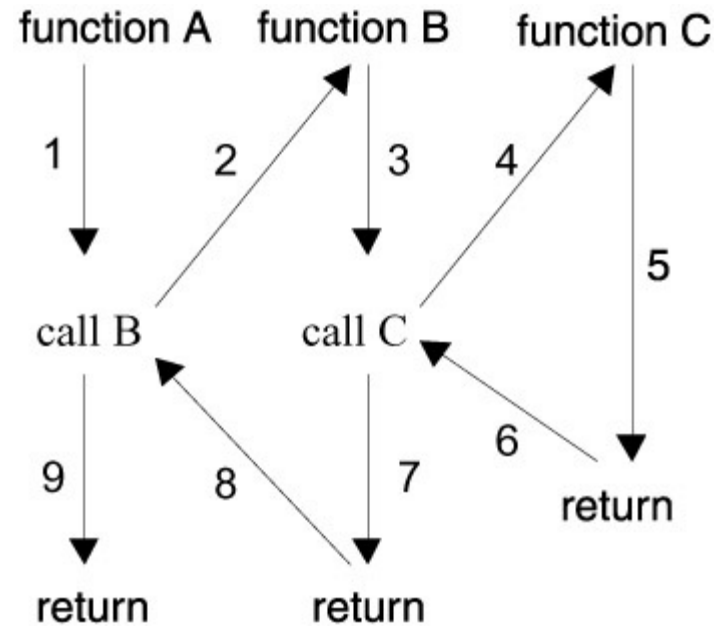 function A function B function C
1 2 3 4
5
call B call C
6
9 8 7
return
return return